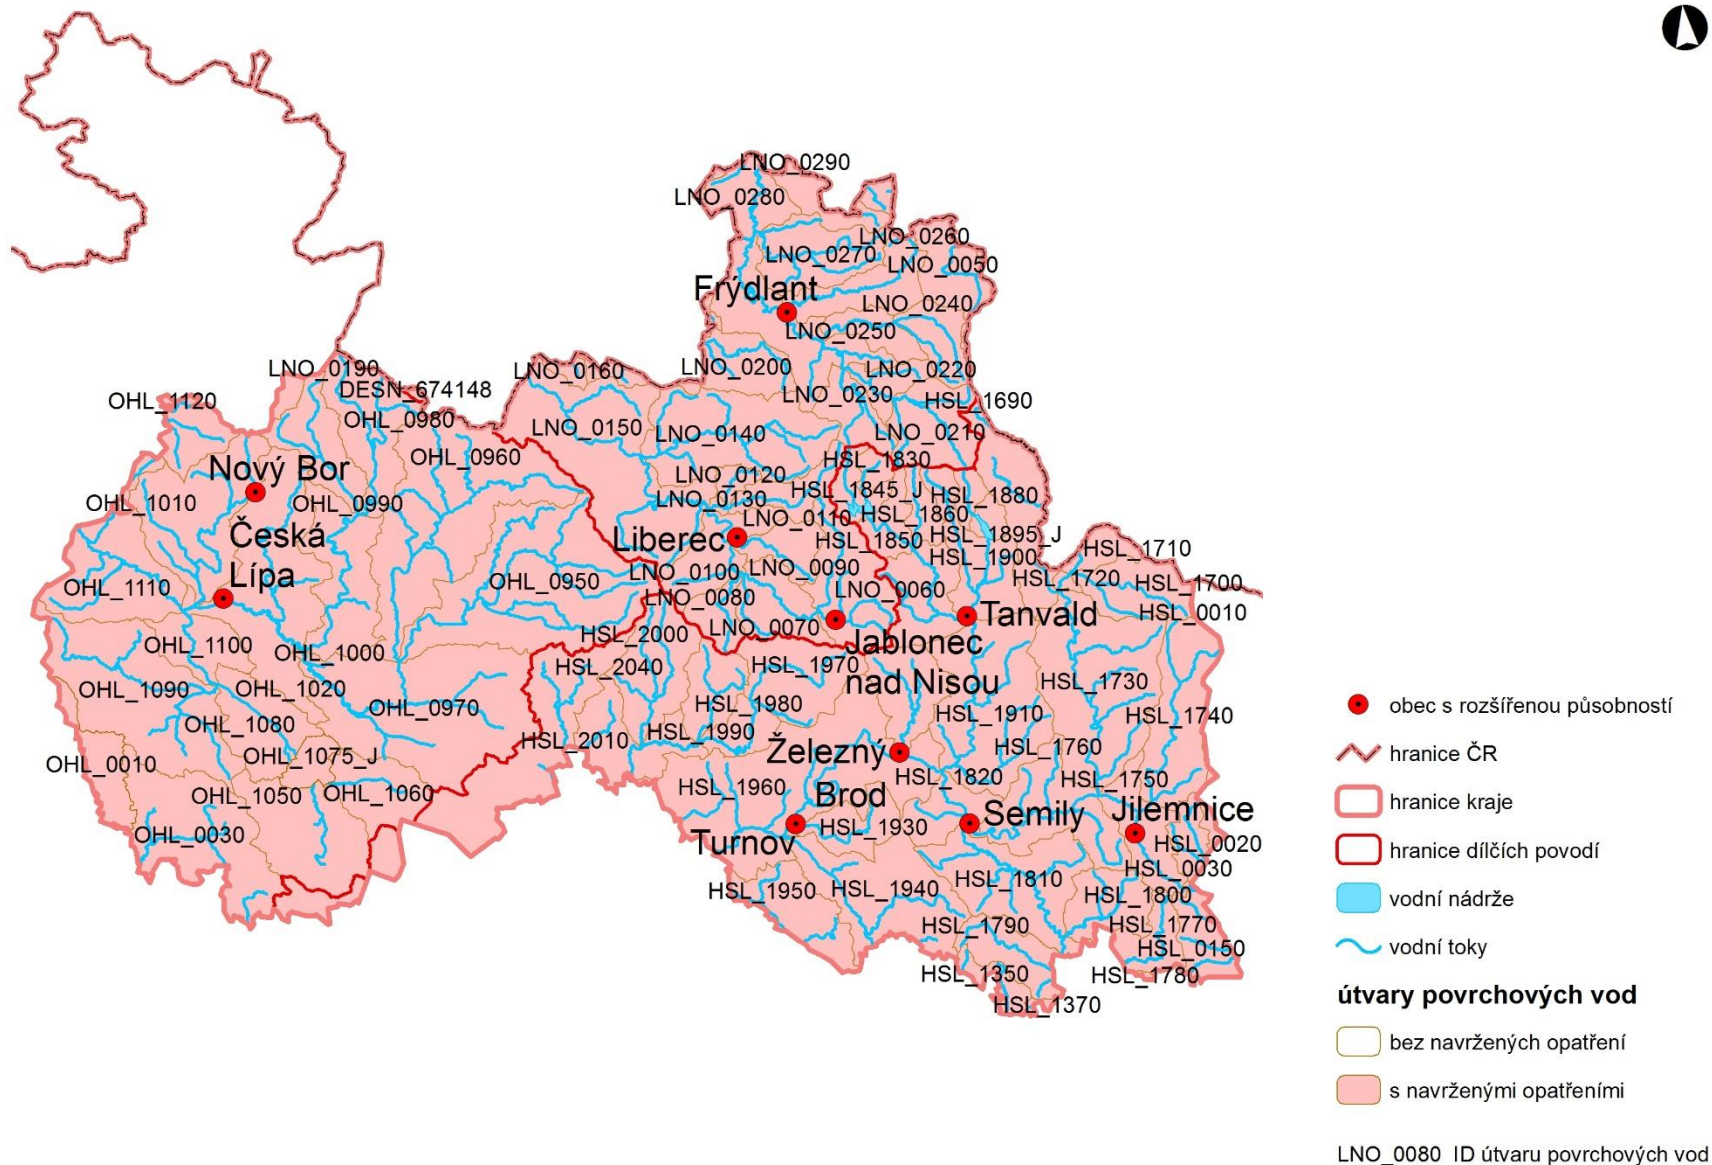 LNO_0290
LNO_0280
LNO_0260
LNO_0270
LNO_0050
Frýdlant
LNO_0240
LNO_0250
LNO_0190
LNO_0160
LNO_0200
LNO_0220
DESN_674148
LNO_0230
OHL_1120
HSL_1690
OHL_0980
LNO_0150
LNO_0140
LNO_0210
OHL_0960
HSL_1830
Nový Bor
LNO_0120
HSL_1845_J
HSL_1880
OHL_1010
OHL_0990
LNO_0130
HSL_1860
LNO_0110
Česká
Lípa
Liberec
HSL_1850
HSL_1895_J
HSL_1900
HSL_1710
LNO_0100
LNO_0090
HSL_1720
HSL_1700
OHL_1110
OHL_0950
LNO_0080
LNO_0060
HSL_0010
Tanvald
LNO_0070
HSL_2000
Jablonec
nad Nisou
OHL_1100
OHL_1000
HSL_2040
HSL_1970
OHL_1090
OHL_1020
HSL_1730
OHL_0970
HSL_1980
HSL_1910
HSL_1740
OHL_1080
HSL_1990
HSL_2010
Železný
Brod
HSL_1760
OHL_0010
OHL_1075_J
HSL_1820
HSL_1750
OHL_1050
OHL_1060
HSL_1960
Semily
Jilemnice
OHL_0030
Turnov
HSL_1930
HSL_0020
HSL_0030
HSL_1950
HSL_1940
HSL_1810
HSL_1800
HSL_1790
HSL_1770
HSL_0150
HSL_1350
HSL_1780
HSL_1370
obec s rozšířenou působností
hranice ČR
hranice kraje
hranice dílčích povodí
vodní nádrže
vodní toky
útvary povrchových vod
bez navržených opatření
s navrženými opatřeními
LNO_0080 ID útvaru povrchových vod